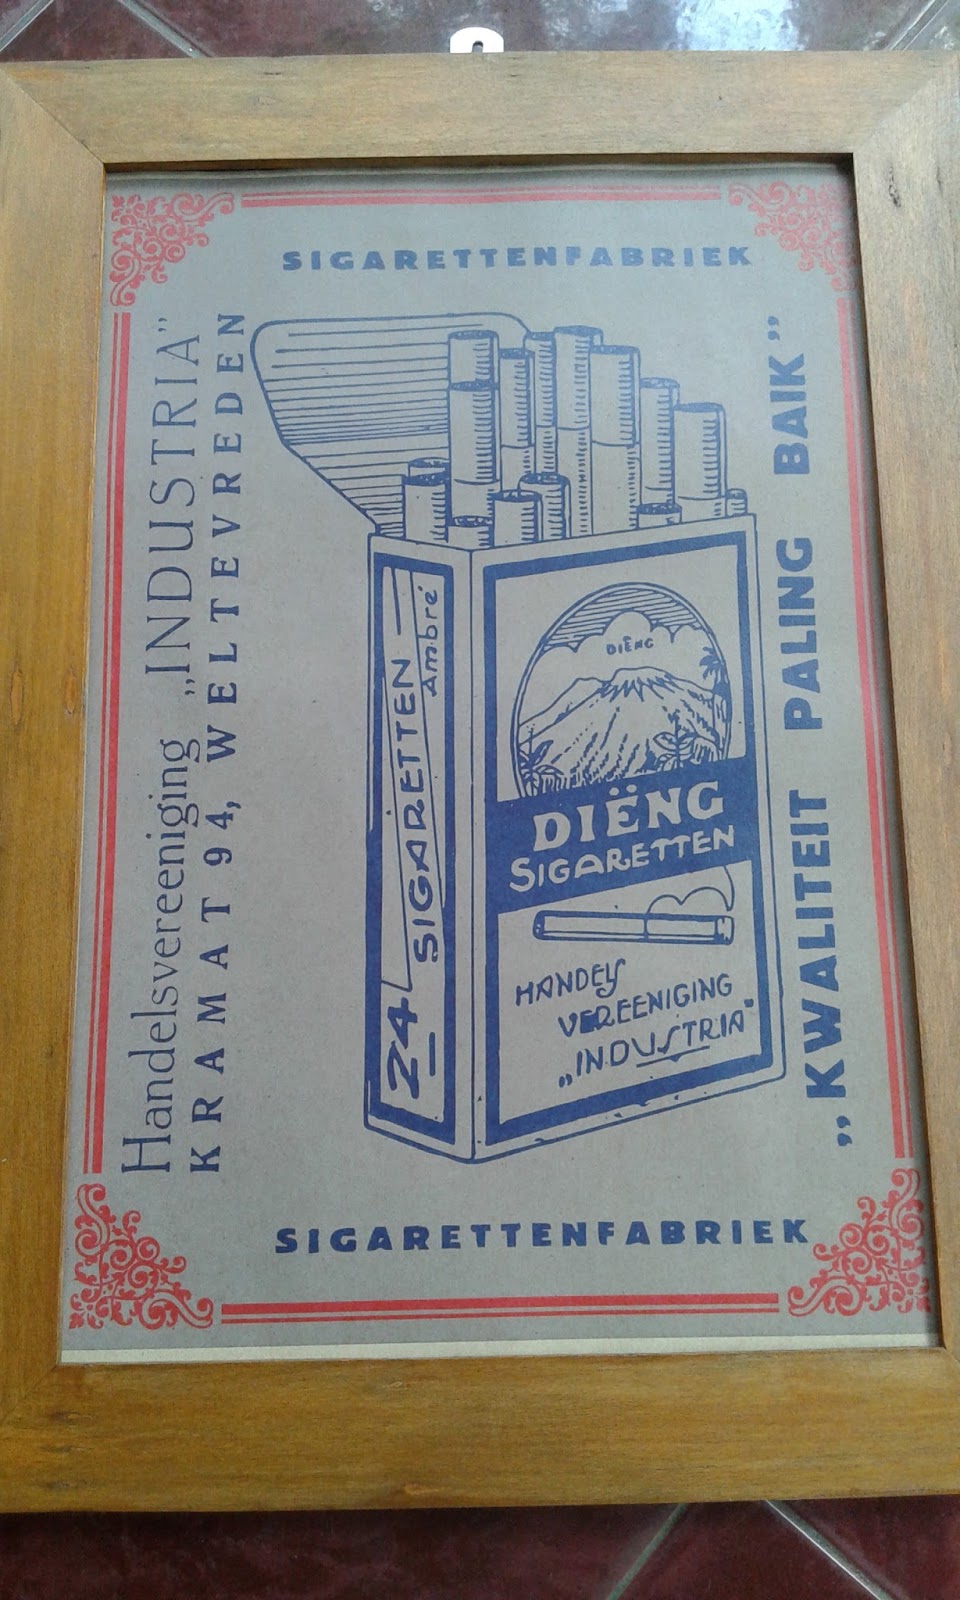 SIGARETTENFABRIEK
Handelsvereeniging „INDUSTRIA”
KRAMAT 94, WELTEVREDEN
24 SIGARETTEN
Ambré
DIËNG
DIËNG
SIGARETTEN
HANDELS
VEREENIGING
„INDUSTRIA”
„KWALITEIT PALING BAIK”
SIGARETTENFABRIEK